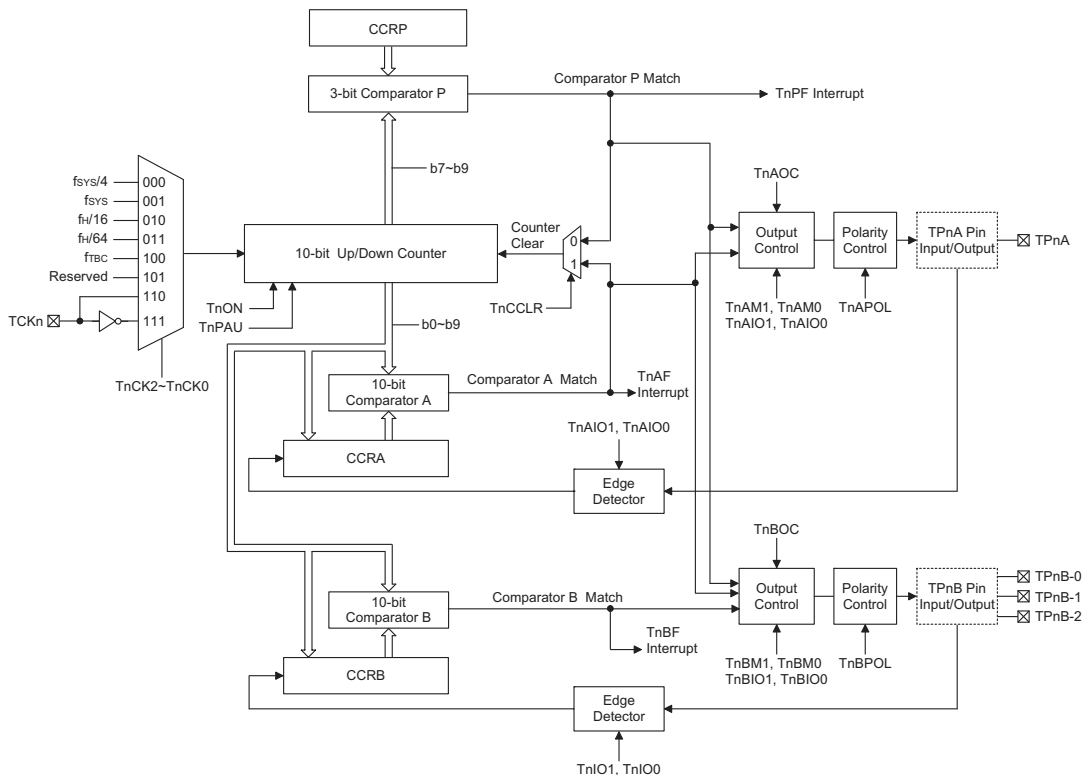 CCRP
3-bit Comparator P
Comparator P Match
TnPF Interrupt
b7~b9
fSYS/4
000
fSYS
001
fH/16
010
fH/64
011
fTBC
100
Reserved
101
110
111
TCKn
TnCK2~TnCK0
10-bit Up/Down Counter
TnON
TnPAU
b0~b9
Counter
Clear
0
1
TnCCLR
TnAOC
Output
Control
TnAM1, TnAM0
TnAIO1, TnAIO0
Polarity
Control
TnAPOL
TPnA Pin
Input/Output
TPnA
10-bit
Comparator A
Comparator A Match
TnAF
Interrupt
CCRA
TnAIO1, TnAIO0
Edge
Detector
TnBOC
Output
Control
TnBM1, TnBM0
TnBIO1, TnBIO0
Polarity
Control
TnBPOL
TPnB Pin
Input/Output
TPnB-0
TPnB-1
TPnB-2
10-bit
Comparator B
Comparator B Match
TnBF
Interrupt
CCRB
Edge
Detector
TnIO1, TnIO0